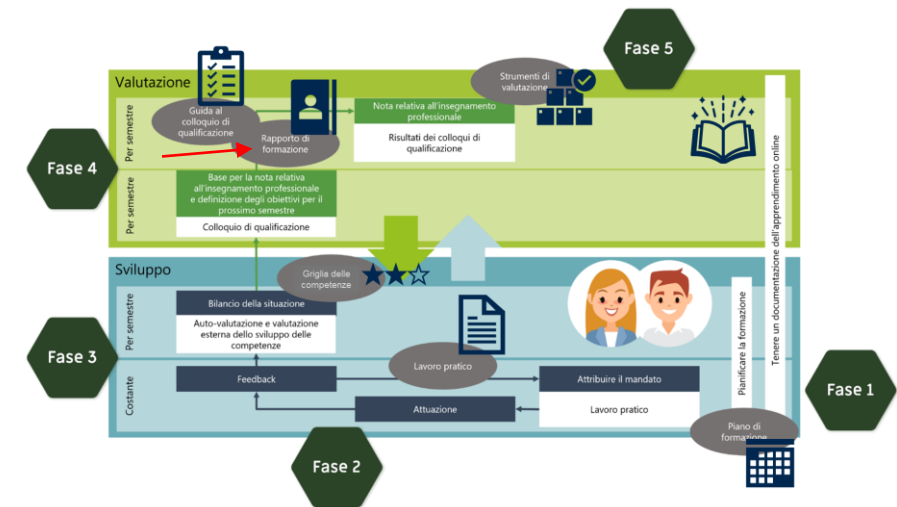 Fase 5
Valutazione
Strumenti di
valutazione
Per semestre
Guida al
colloquio di
qualificazione
Rapporto di
formazione
Nota relativa all'insegnamento
professionale
Risultati dei colloqui di
qualificazione
Fase 4
Per semestre
Base per la nota relativa
all'insegnamento professionale
e definizione degli obiettivi per il
prossimo semestre
Colloquio di qualificazione
Tenere un documentazione dell'apprendimento online
Sviluppo
Griglia delle
competenze
Per semestre
Bilancio della situazione
Auto-valutazione e valutazione
esterna dello sviluppo delle
competenze
Pianificare la formazione
Fase 3
Costante
Feedback
Lavoro pratico
Attribuire il mandato
Lavoro pratico
Attuazione
Fase 1
Piano di
formazione
Fase 2